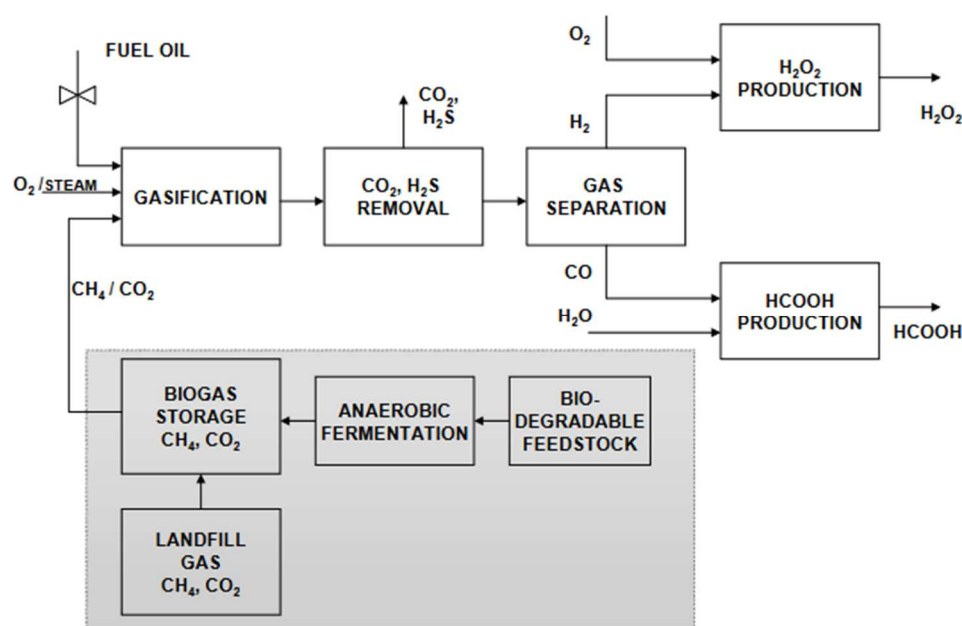 FUEL OIL
O₂
H₂O₂
PRODUCTION
H₂O₂
CO₂,
H₂S
H₂
O₂ /STEAM
GASIFICATION
CO₂, H₂S
REMOVAL
GAS
SEPARATION
CH₄ / CO₂
CO
H₂O
HCOOH
PRODUCTION
HCOOH
BIOGAS
STORAGE
CH₄, CO₂
ANAEROBIC
FERMENTATION
BIO-
DEGRADABLE
FEEDSTOCK
LANDFILL
GAS
CH₄, CO₂